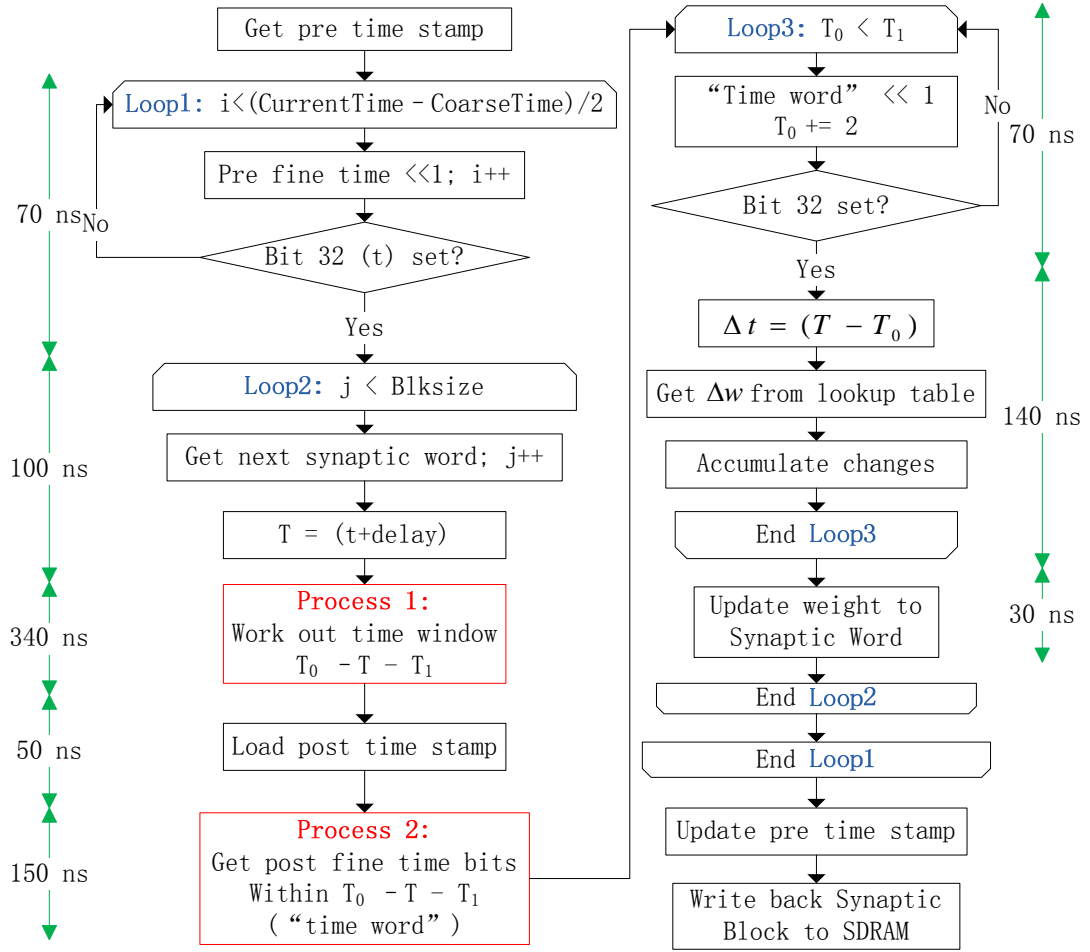 Get pre time stamp
Loop1: i<(CurrentTime - CoarseTime)/2
Pre fine time <<1; i++
70 ns
No
Bit 32 (t) set?
Yes
Loop2: j < Blksize
Get next synaptic word; j++
100 ns
T = (t+delay)
Process 1:
Work out time window
T₀ - T - T₁
340 ns
Load post time stamp
50 ns
Process 2:
Get post fine time bits
Within T₀ - T - T₁
(“time word”)
150 ns
Loop3: T₀ < T₁
“Time word” << 1
T₀ += 2
No
70 ns
Bit 32 set?
Yes
Δt = (T - T₀)
Get Δw from lookup table
140 ns
Accumulate changes
End Loop3
Update weight to
Synaptic Word
30 ns
End Loop2
End Loop1
Update pre time stamp
Write back Synaptic
Block to SDRAM